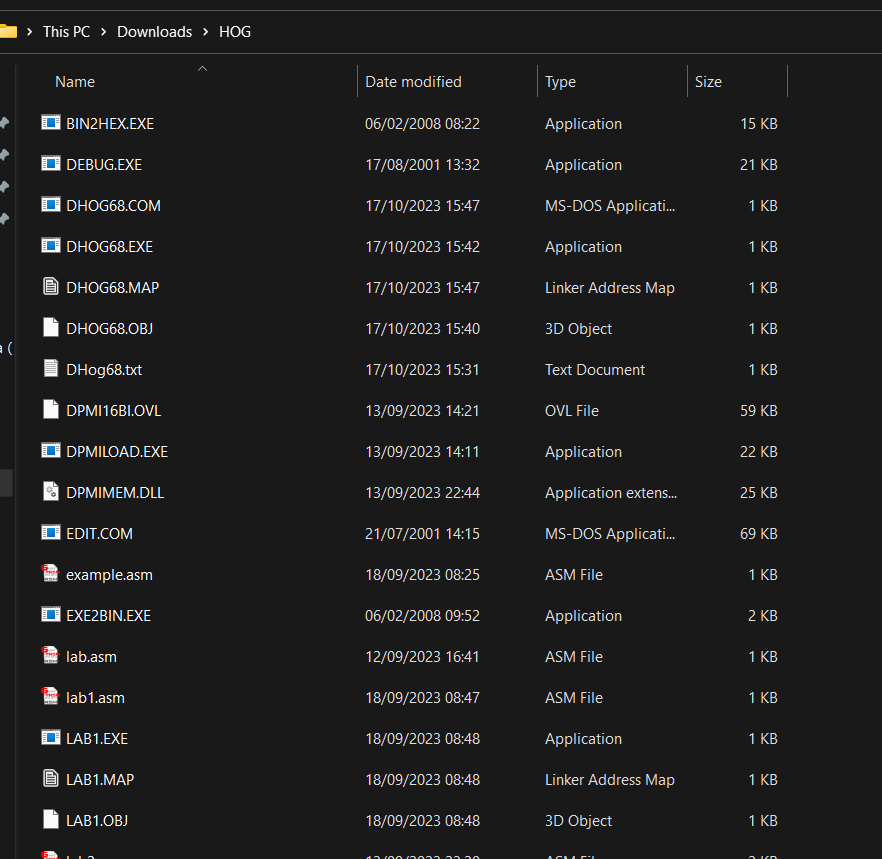 This PC > Downloads > HOG
Name Date modified Type Size
BIN2HEX.EXE 06/02/2008 08:22 Application 15 KB
DEBUG.EXE 17/08/2001 13:32 Application 21 KB
DHOG68.COM 17/10/2023 15:47 MS-DOS Applicati... 1 KB
DHOG68.EXE 17/10/2023 15:42 Application 1 KB
DHOG68.MAP 17/10/2023 15:47 Linker Address Map 1 KB
DHOG68.OBJ 17/10/2023 15:40 3D Object 1 KB
DHog68.txt 17/10/2023 15:31 Text Document 1 KB
a (
DPMI16BI.OVL 13/09/2023 14:21 OVL File 59 KB
DPMILOAD.EXE 13/09/2023 14:11 Application 22 KB
DPMIMEM.DLL 13/09/2023 22:44 Application extens... 25 KB
EDIT.COM 21/07/2001 14:15 MS-DOS Applicati... 69 KB
example.asm 18/09/2023 08:25 ASM File 1 KB
EXE2BIN.EXE 06/02/2008 09:52 Application 2 KB
lab.asm 12/09/2023 16:41 ASM File 1 KB
lab1.asm 18/09/2023 08:47 ASM File 1 KB
LAB1.EXE 18/09/2023 08:48 Application 1 KB
LAB1.MAP 18/09/2023 08:48 Linker Address Map 1 KB
LAB1.OBJ 18/09/2023 08:48 3D Object 1 KB